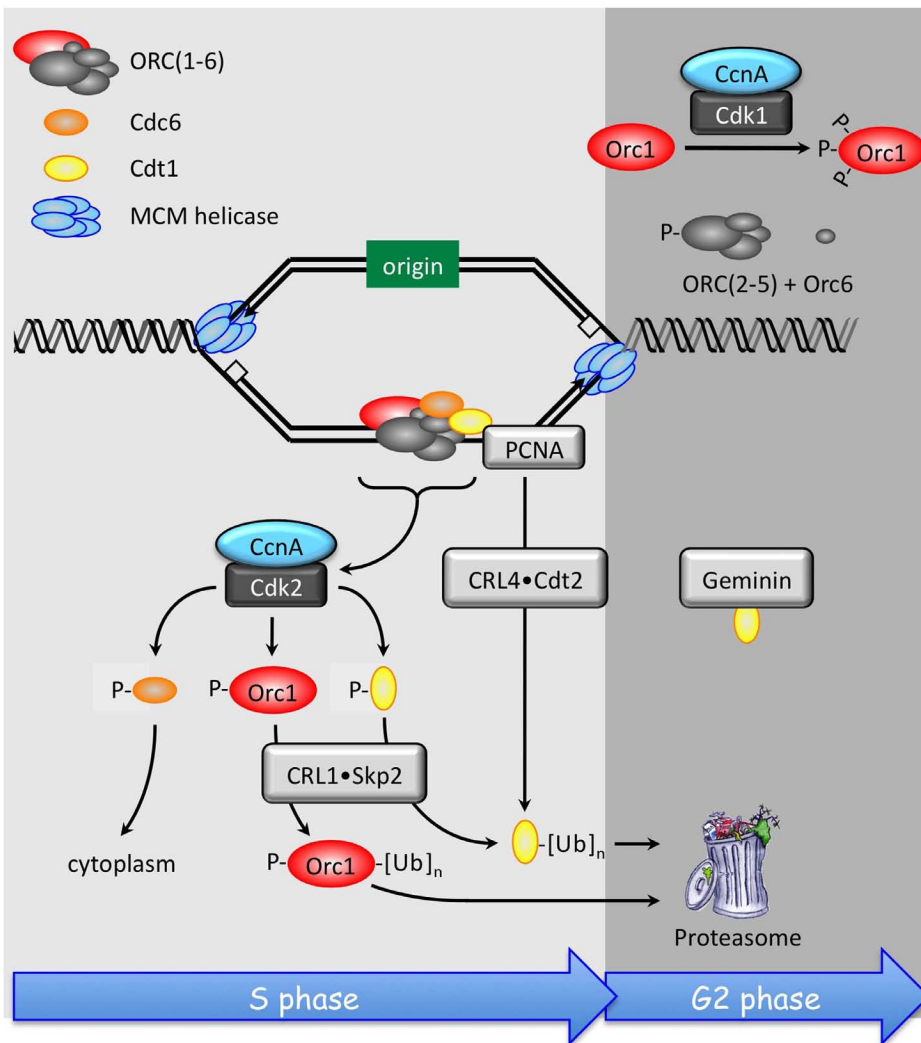 ORC(1-6)
Cdc6
Cdt1
MCM helicase
CcnA
Cdk1
Orc1
P-
P-
P-
Orc1
P-
ORC(2-5) + Orc6
origin
PCNA
CcnA
Cdk2
CRL4•Cdt2
Geminin
P-
P-
Orc1
P-
CRL1•Skp2
cytoplasm
P-
Orc1
-[Ub]n
-[Ub]n
Proteasome
S phase
G2 phase